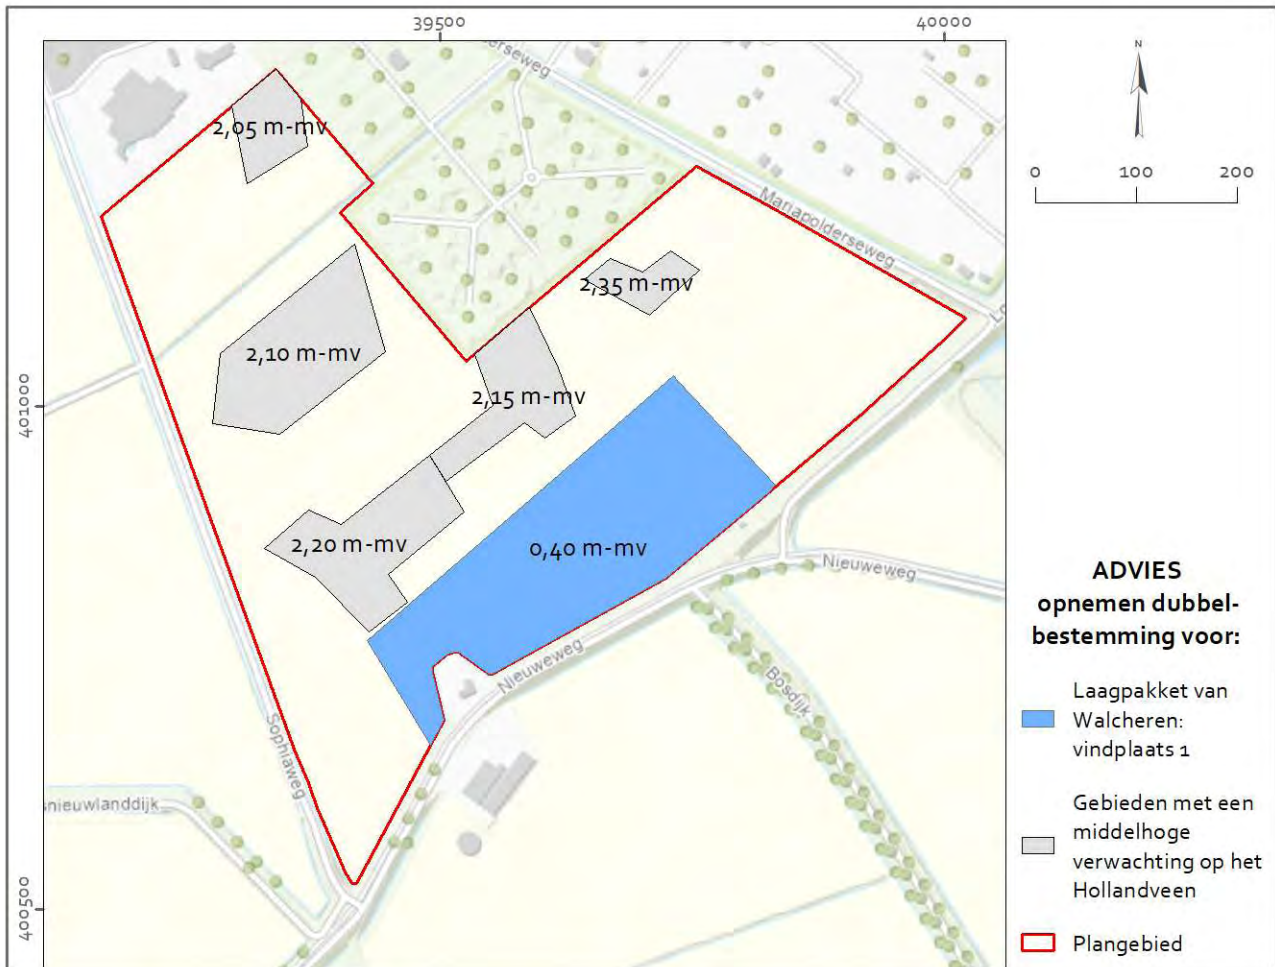 39500
40000
N
0
100
200
401000
400500
erseweg
Mariapolderseweg
Lo
2,05 m-mv
2,35 m-mv
2,10 m-mv
2,15 m-mv
2,20 m-mv
0,40 m-mv
Nieuweweg
Nieuweweg
Bosdijk
Sophiaweg
snieuwlanddijk
ADVIES
opnemen dubbel-
bestemming voor:
Laagpakket van
Walcheren:
vindplaats 1
Gebieden met een
middelhoge
verwachting op het
Hollandveen
Plangebied